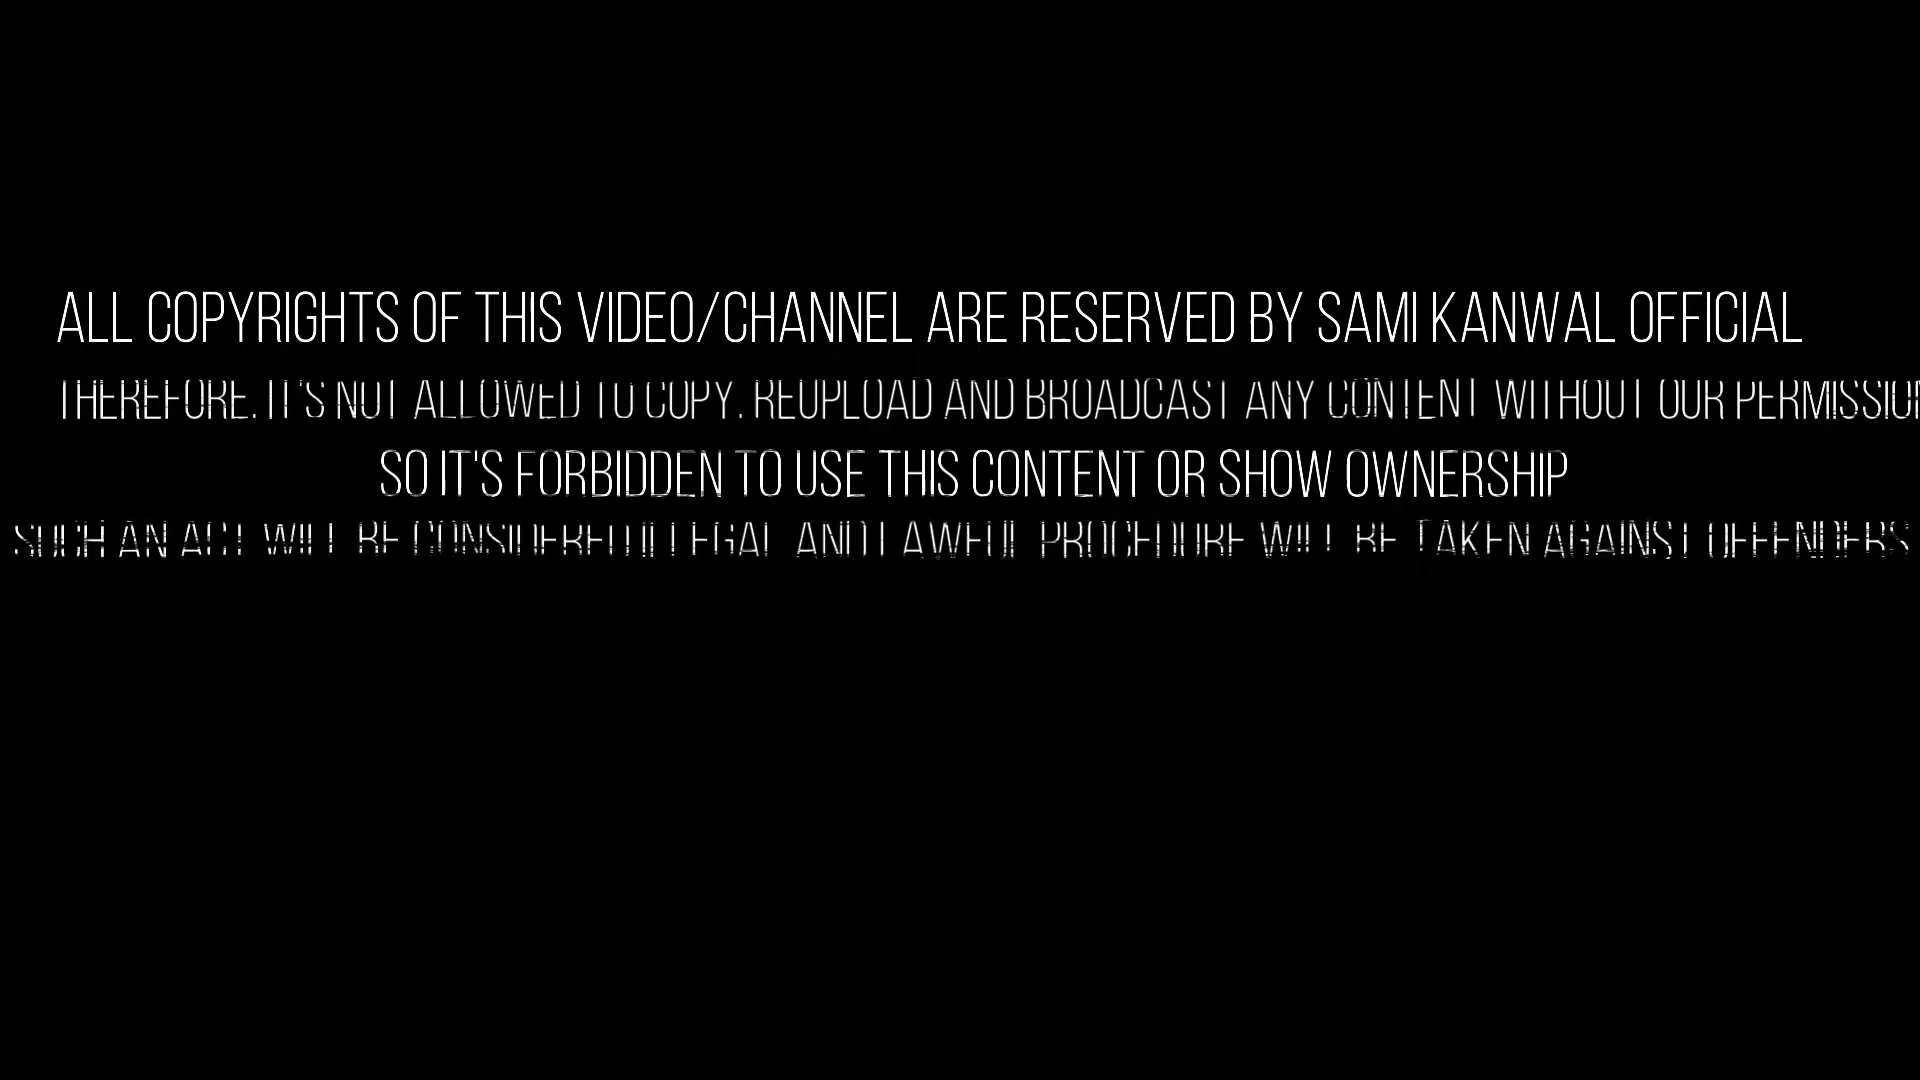 ALL COPYRIGHTS OF THIS VIDEO/CHANNEL ARE RESERVED BY SAMI KANWAL OFFICIAL
THEREFORE, IT'S NOT ALLOWED TO COPY, REUPLOAD AND BROADCAST ANY CONTENT WITHOUT OUR PERMISSION
SO IT'S FORBIDDEN TO USE THIS CONTENT OR SHOW OWNERSHIP
SUCH AN ACT WILL BE CONSIDERED ILLEGAL AND LAWFUL PROCEDURE WILL BE TAKEN AGAINST OFFENDERS